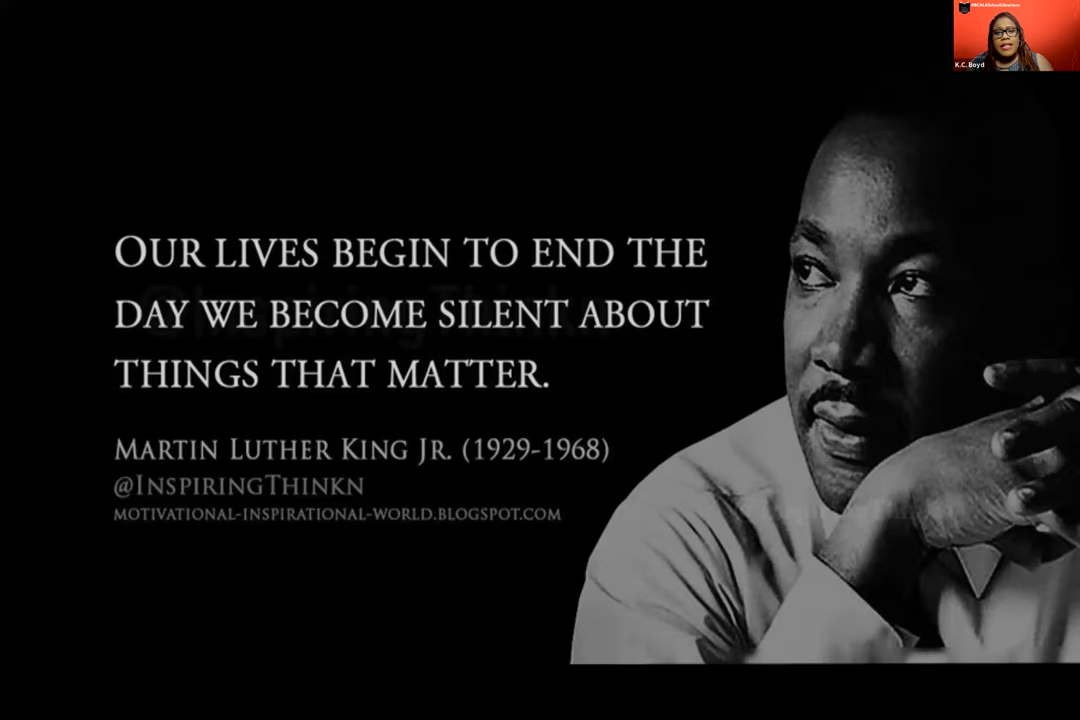 K.C. Boyd
OUR LIVES BEGIN TO END THE
DAY WE BECOME SILENT ABOUT
THINGS THAT MATTER.
MARTIN LUTHER KING JR. (1929-1968)
@INSPIRINGTHINKN
MOTIVATIONAL-INSPIRATIONAL-WORLD.BLOGSPOT.COM